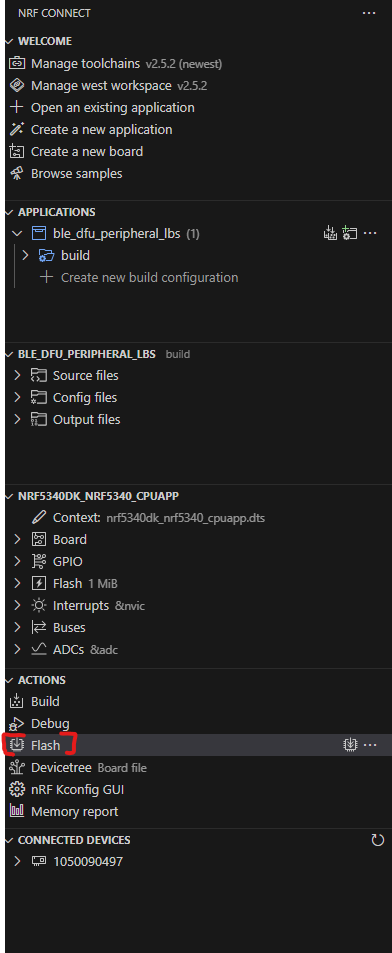 NRF CONNECT
WELCOME
Manage toolchains v2.5.2 (newest)
Manage west workspace v2.5.2
Open an existing application
Create a new application
Create a new board
Browse samples
APPLICATIONS
ble_dfu_peripheral_lbs (1)
build
Create new build configuration
BLE_DFU_PERIPHERAL_LBS build
Source files
Config files
Output files
NRF5340DK_NRF5340_CPUAPP
Context: nrf5340dk_nrf5340_cpuapp.dts
Board
GPIO
Flash 1 MiB
Interrupts &nvic
Buses
ADCs &adc
ACTIONS
Build
Debug
Flash
Devicetree Board file
nRF Kconfig GUI
Memory report
CONNECTED DEVICES
1050090497